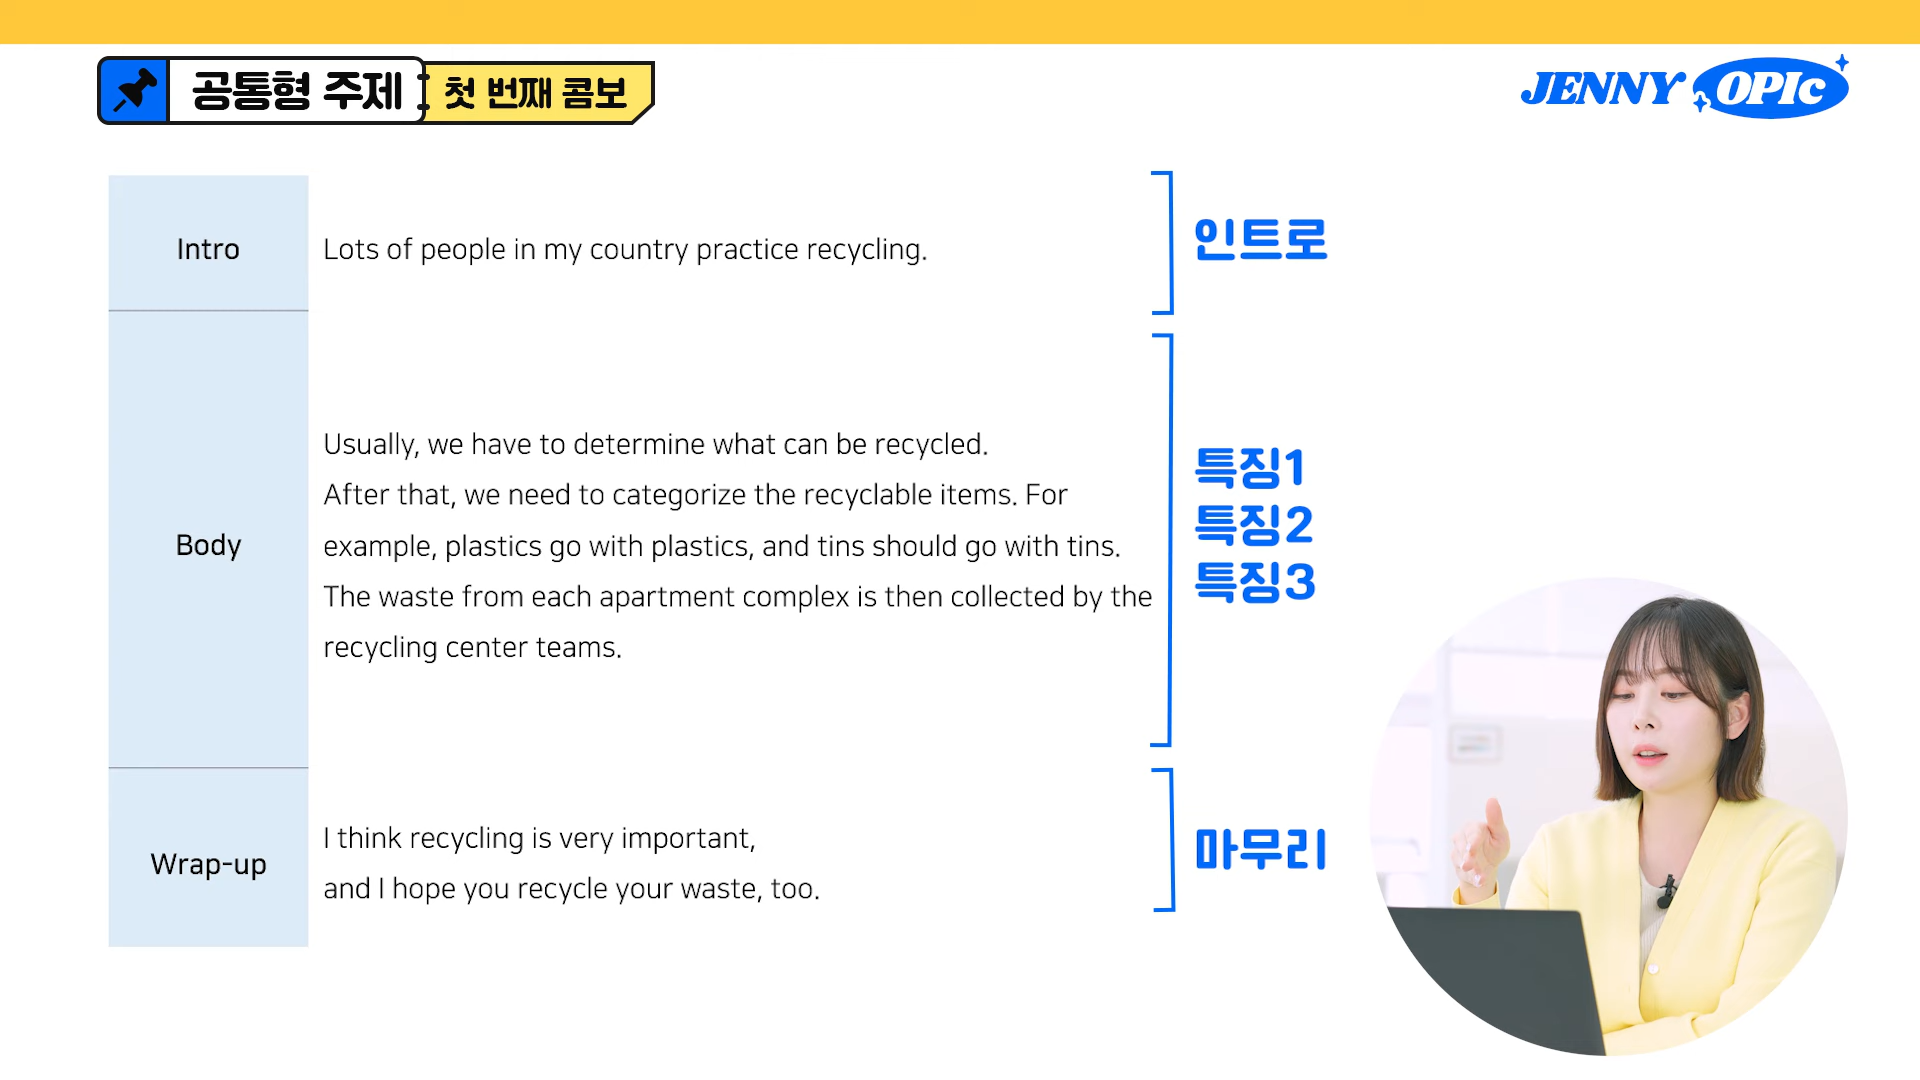 공통형 주제 : 첫 번째 콤보
JENNY OPIc
Intro
Lots of people in my country practice recycling.
인트로
Body
Usually, we have to determine what can be recycled.
After that, we need to categorize the recyclable items. For
example, plastics go with plastics, and tins should go with tins.
The waste from each apartment complex is then collected by the
recycling center teams.
특징1
특징2
특징3
Wrap-up
I think recycling is very important,
and I hope you recycle your waste, too.
마무리